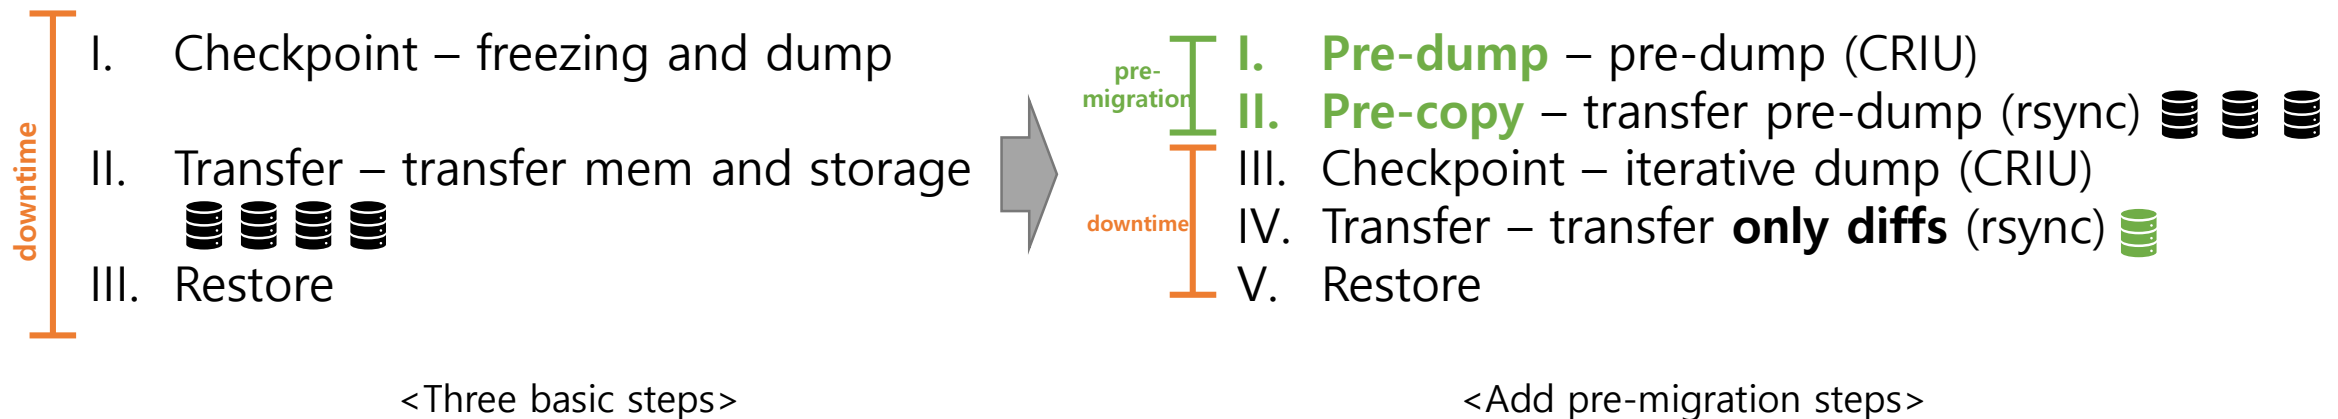 downtime
I. Checkpoint – freezing and dump
II. Transfer – transfer mem and storage
III. Restore
<Three basic steps>
pre-
migration
downtime
I. Pre-dump – pre-dump (CRIU)
II. Pre-copy – transfer pre-dump (rsync)
III. Checkpoint – iterative dump (CRIU)
IV. Transfer – transfer only diffs (rsync)
V. Restore
<Add pre-migration steps>